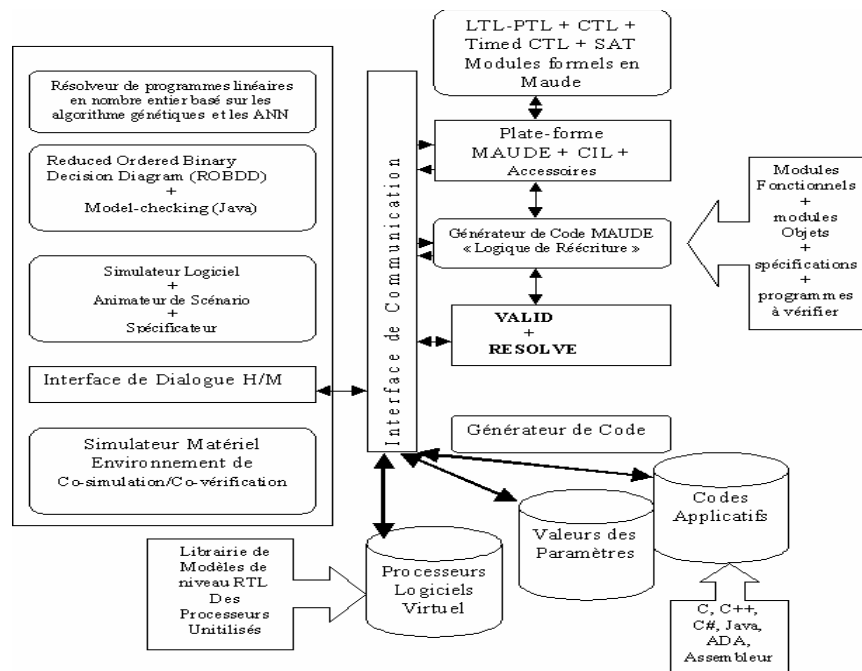 LTL-PTL + CTL +
Timed CTL + SAT
Modules formels en
Maude
Résolveur de programmes linéaires
en nombre entier basé sur les
algorithme génétiques et les ANN
Reduced Ordered Binary
Decision Diagram (ROBDD)
+
Model-checking (Java)
Simulateur Logiciel
+
Animateur de Scénario
+
Spécificateur
Interface de Dialogue H/M
Simulateur Matériel
Environnement de
Co-simulation/Co-vérification
Interface de Communication
Plate-forme
MAUDE + CIL +
Accessoires
Générateur de Code MAUDE
« Logique de Réécriture »
VALID
+
RESOLVE
Générateur de Code
Modules
Fonctionnels
+
modules
Objets
+
spécifications
+
programmes
à vérifier
Codes
Applicatifs
Valeurs des
Paramètres
Processeurs
Logiciels
Virtuel
Librairie de
Modèles de
niveau RTL
Des
Processeurs
Unitilisés
C, C++,
C#, Java,
ADA,
Assembleur